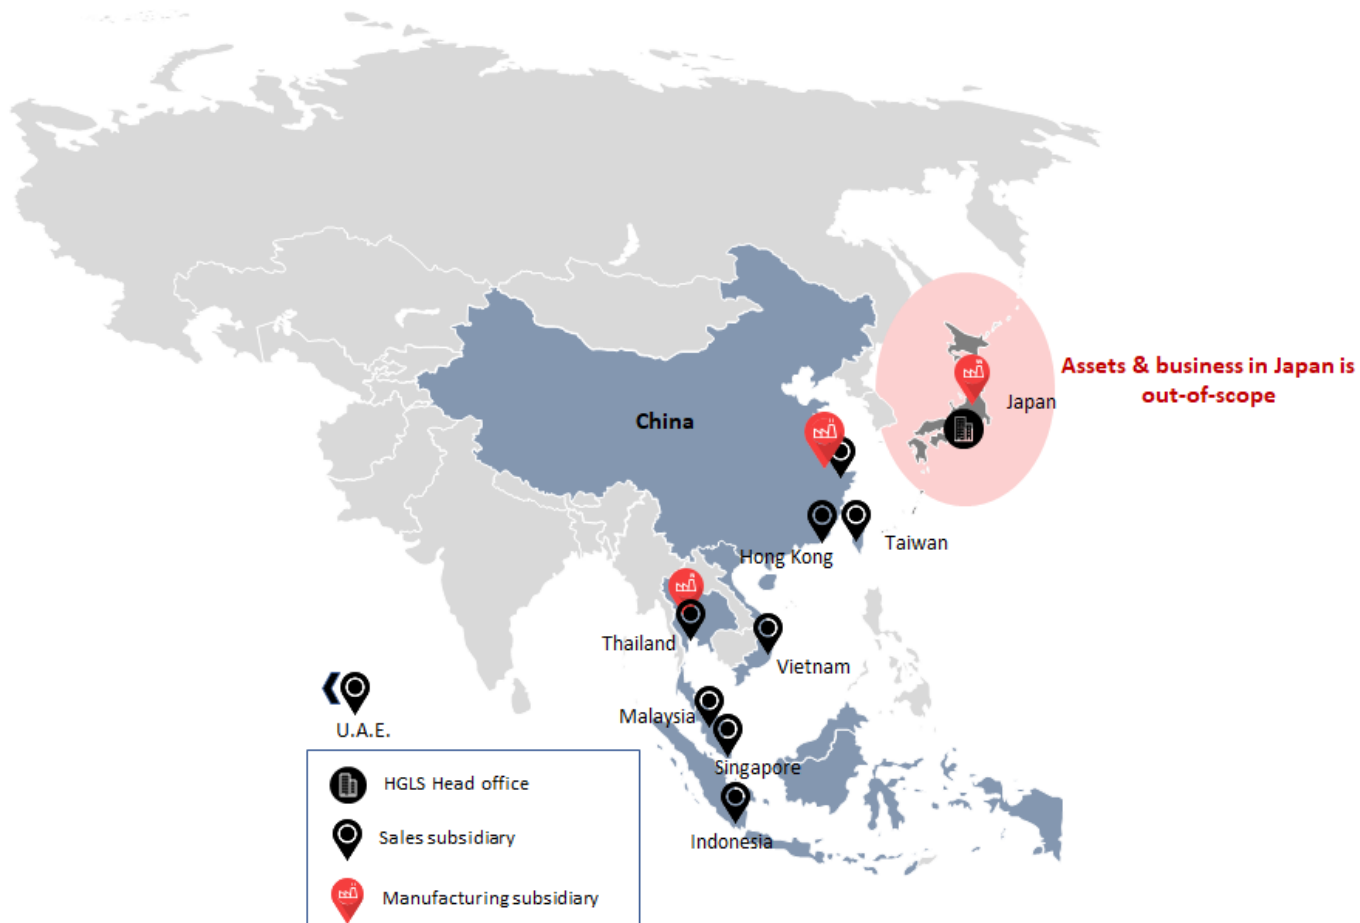 Assets & business in Japan is
out-of-scope
Japan
China
Taiwan
Hong Kong
Thailand
Vietnam
Malaysia
U.A.E.
Singapore
Indonesia
HGLS Head office
Sales subsidiary
Manufacturing subsidiary